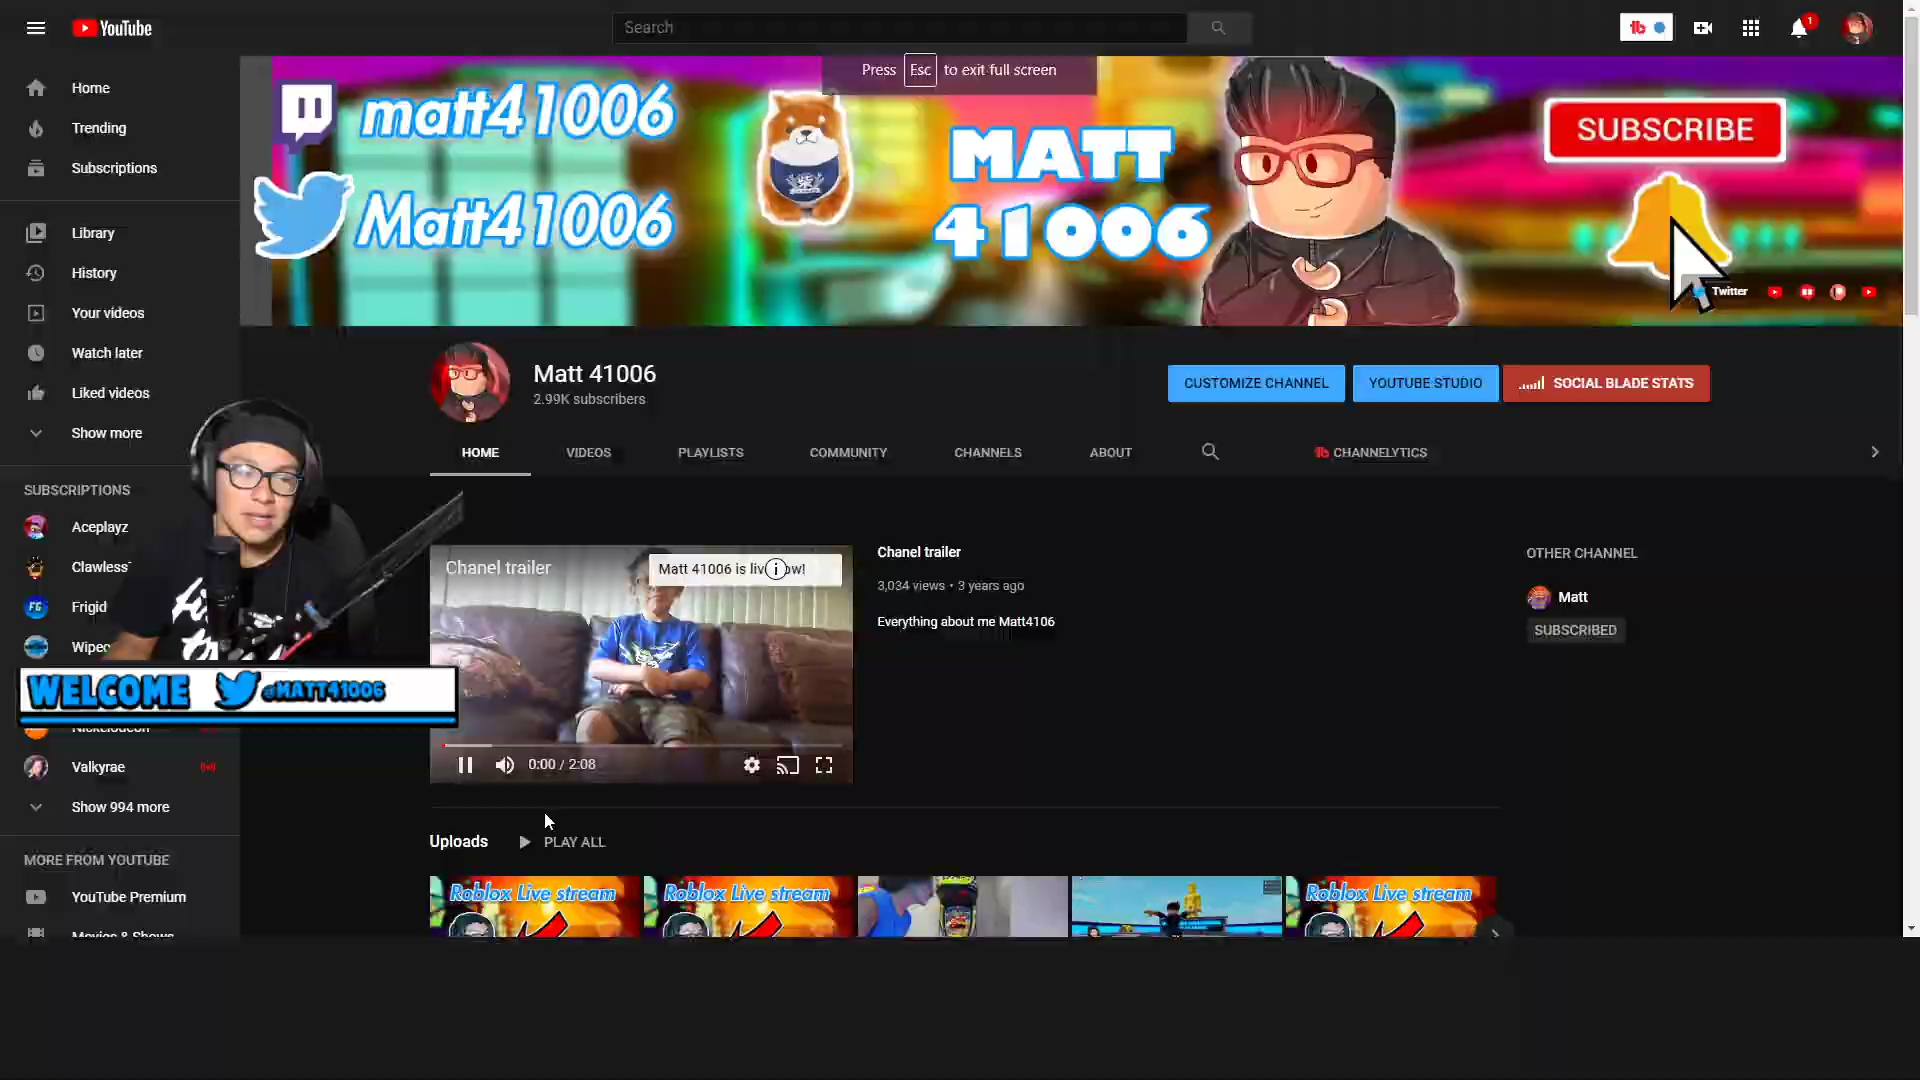 YouTube
Search
1
Press Esc to exit full screen
Home
Trending
Subscriptions
Library
History
Your videos
Watch later
Liked videos
Show more
SUBSCRIPTIONS
Aceplayz
Clawless
Frigid
FG
MORE FROM YOUTUBE
Valkyrae
Show 994 more
YouTube Premium
matt41006
Matt41006
MATT
41006
SUBSCRIBE
Twitter
Matt 41006
2.99K subscribers
CUSTOMIZE CHANNEL
YOUTUBE STUDIO
SOCIAL BLADE STATS
HOME
VIDEOS
PLAYLISTS
COMMUNITY
CHANNELS
ABOUT
CHANNELYTICS
WELCOME @MATT41006
Chanel trailer
0:00 / 2:08
Chanel trailer
3,034 views • 3 years ago
Everything about me Matt4106
OTHER CHANNEL
Matt
SUBSCRIBED
Uploads
PLAY ALL
Roblox Live stream
Roblox Live stream
Roblox Live stream